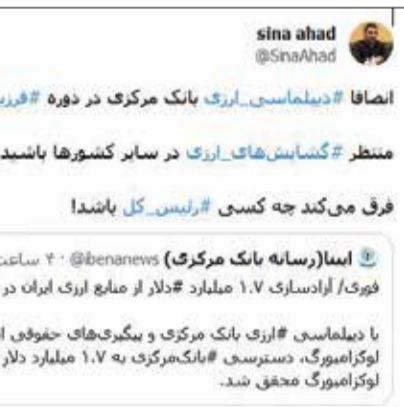 sina ahad
@SinaAhad
انصافا #دیپلماسی_ارزی بانک مرکزی در دوره
منتظر #گشایش‌های_ارزی در سایر کشورها باشید
فرق می‌کند چه کسی #رئیس_کل باشد!
ایبنا(رسانه بانک مرکزی) @ibenanews · ۴ ساعت
فوری/ آزادسازی ۱.۷ میلیارد #دلار از منابع ارزی ایران در
با دیپلماسی #ارزی بانک مرکزی و پیگیری‌های حقوقی
لوکزامبورگ، دسترسی #بانک‌مرکزی به ۱.۷ میلیارد دلار
لوکزامبورگ محقق شد.